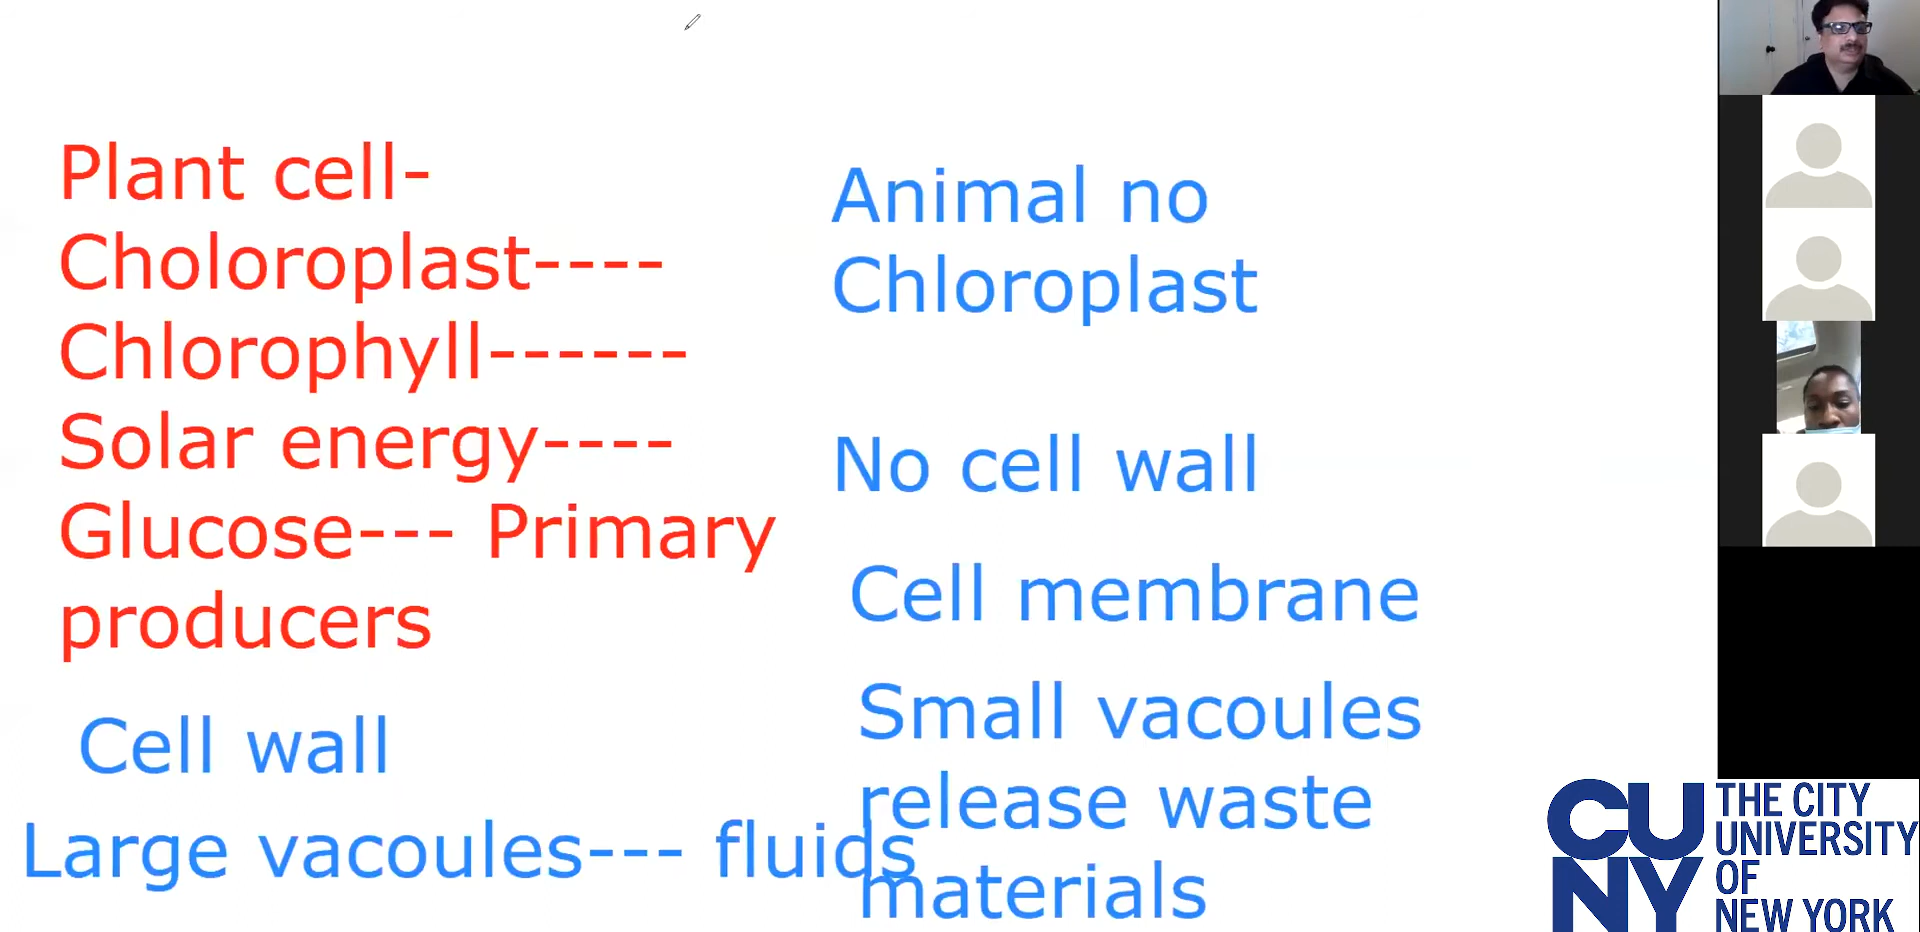 Plant cell-
Choloroplast----
Chlorophyll------
Solar energy----
Glucose--- Primary
producers
Cell wall
Large vacoules--- fluids
Animal no
Chloroplast
No cell wall
Cell membrane
Small vacoules
release waste
materials
CU
NY
THE CITY
UNIVERSITY
OF
NEW YORK